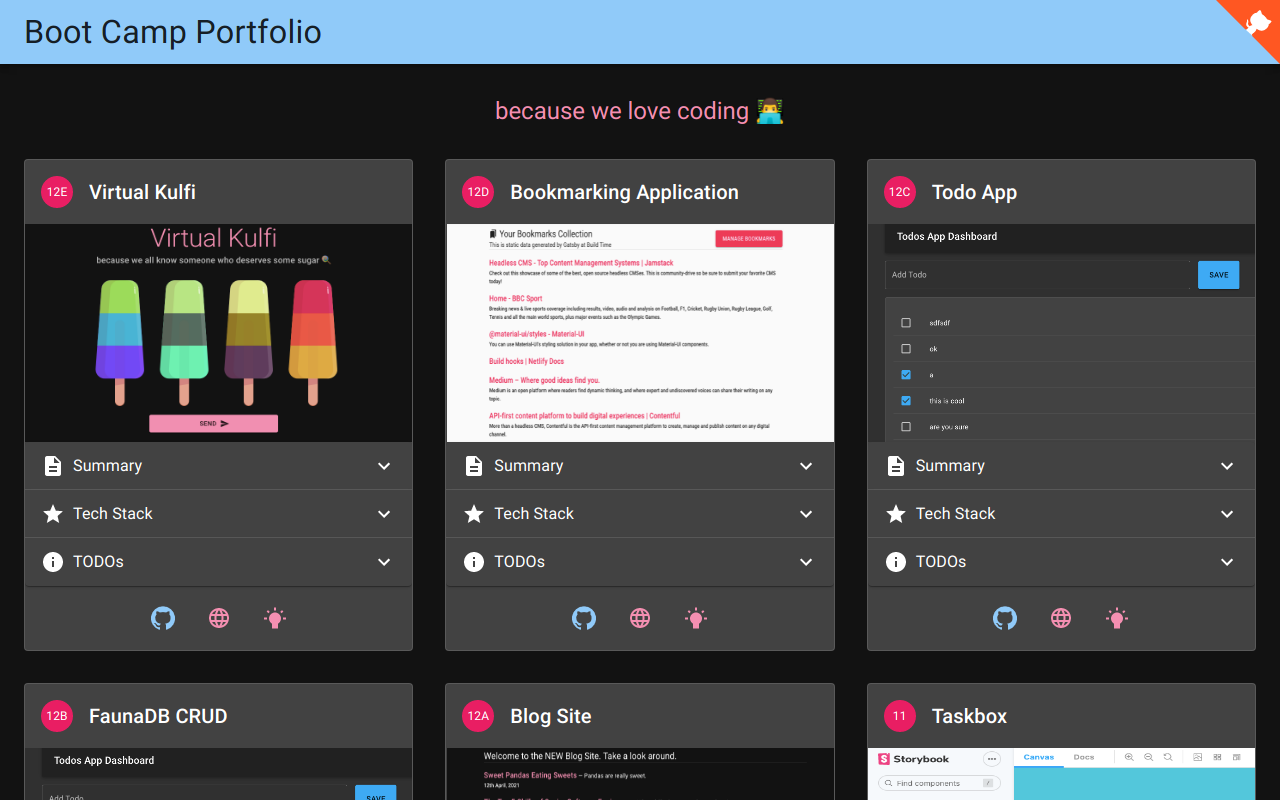 Boot Camp Portfolio
because we love coding 👨‍💻
12E Virtual Kulfi
Virtual Kulfi
because we all know someone who deserves some sugar 🍭
SEND
Summary
Tech Stack
TODOs
12D Bookmarking Application
Your Bookmarks Collection
This is static data generated by Gatsby at Build Time
MANAGE BOOKMARKS
Headless CMS - Top Content Management Systems | Jamstack
Check out this showcase of some of the best, open source headless CMSes. This is community-driven so be sure to submit your favorite CMS
today!
Home - BBC Sport
Breaking news & live sports coverage including results, video, audio and analysis on Football, F1, Cricket, Rugby Union, Rugby League, Golf,
Tennis and all the main world sports, plus major events such as the Olympic Games.
@material-ui/styles - Material-UI
You can use Material-UI's styling solution in your app, whether or not you are using Material-UI components.
Build hooks | Netlify Docs
Medium – Where good ideas find you.
Medium is an open platform where readers find dynamic thinking, and where expert and undiscovered voices can share their writing on any
topic.
API-first content platform to build digital experiences | Contentful
More than a headless CMS, Contentful is the API-first content management platform to create, manage and publish content on any digital
channel.
Summary
Tech Stack
TODOs
12C Todo App
Todos App Dashboard
Add Todo
SAVE
sdfsdf
ok
a
this is cool
are you sure
Summary
Tech Stack
TODOs
12B FaunaDB CRUD
Todos App Dashboard
Add Todo
SAVE
12A Blog Site
Welcome to the NEW Blog Site. Take a look around.
Sweet Pandas Eating Sweets – Pandas are really sweet.
12th April, 2021
11 Taskbox
Storybook
Canvas Docs
Find components /